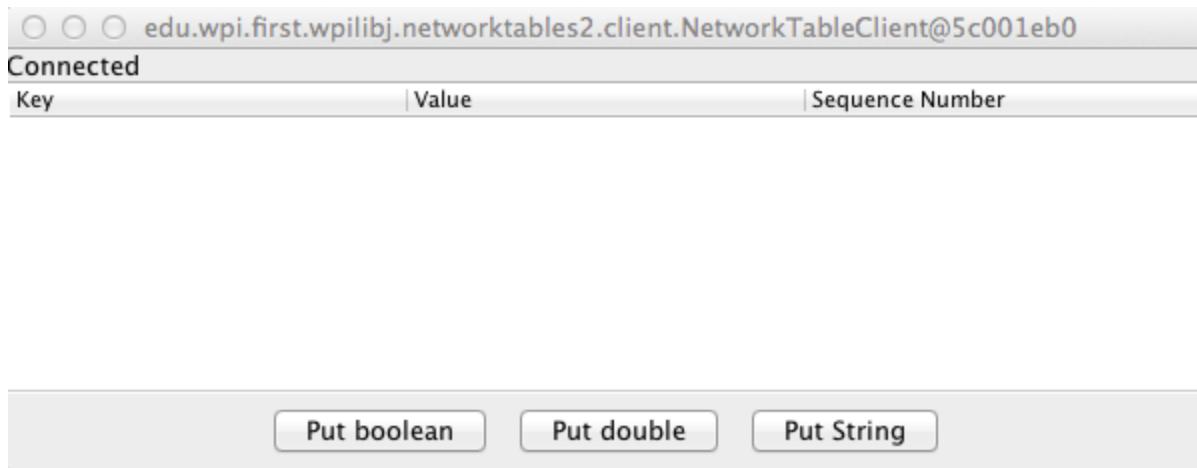 edu.wpi.first.wpilibj.networktables2.client.NetworkTableClient@5c001eb0
Connected
Key Value Sequence Number
Put boolean Put double Put String